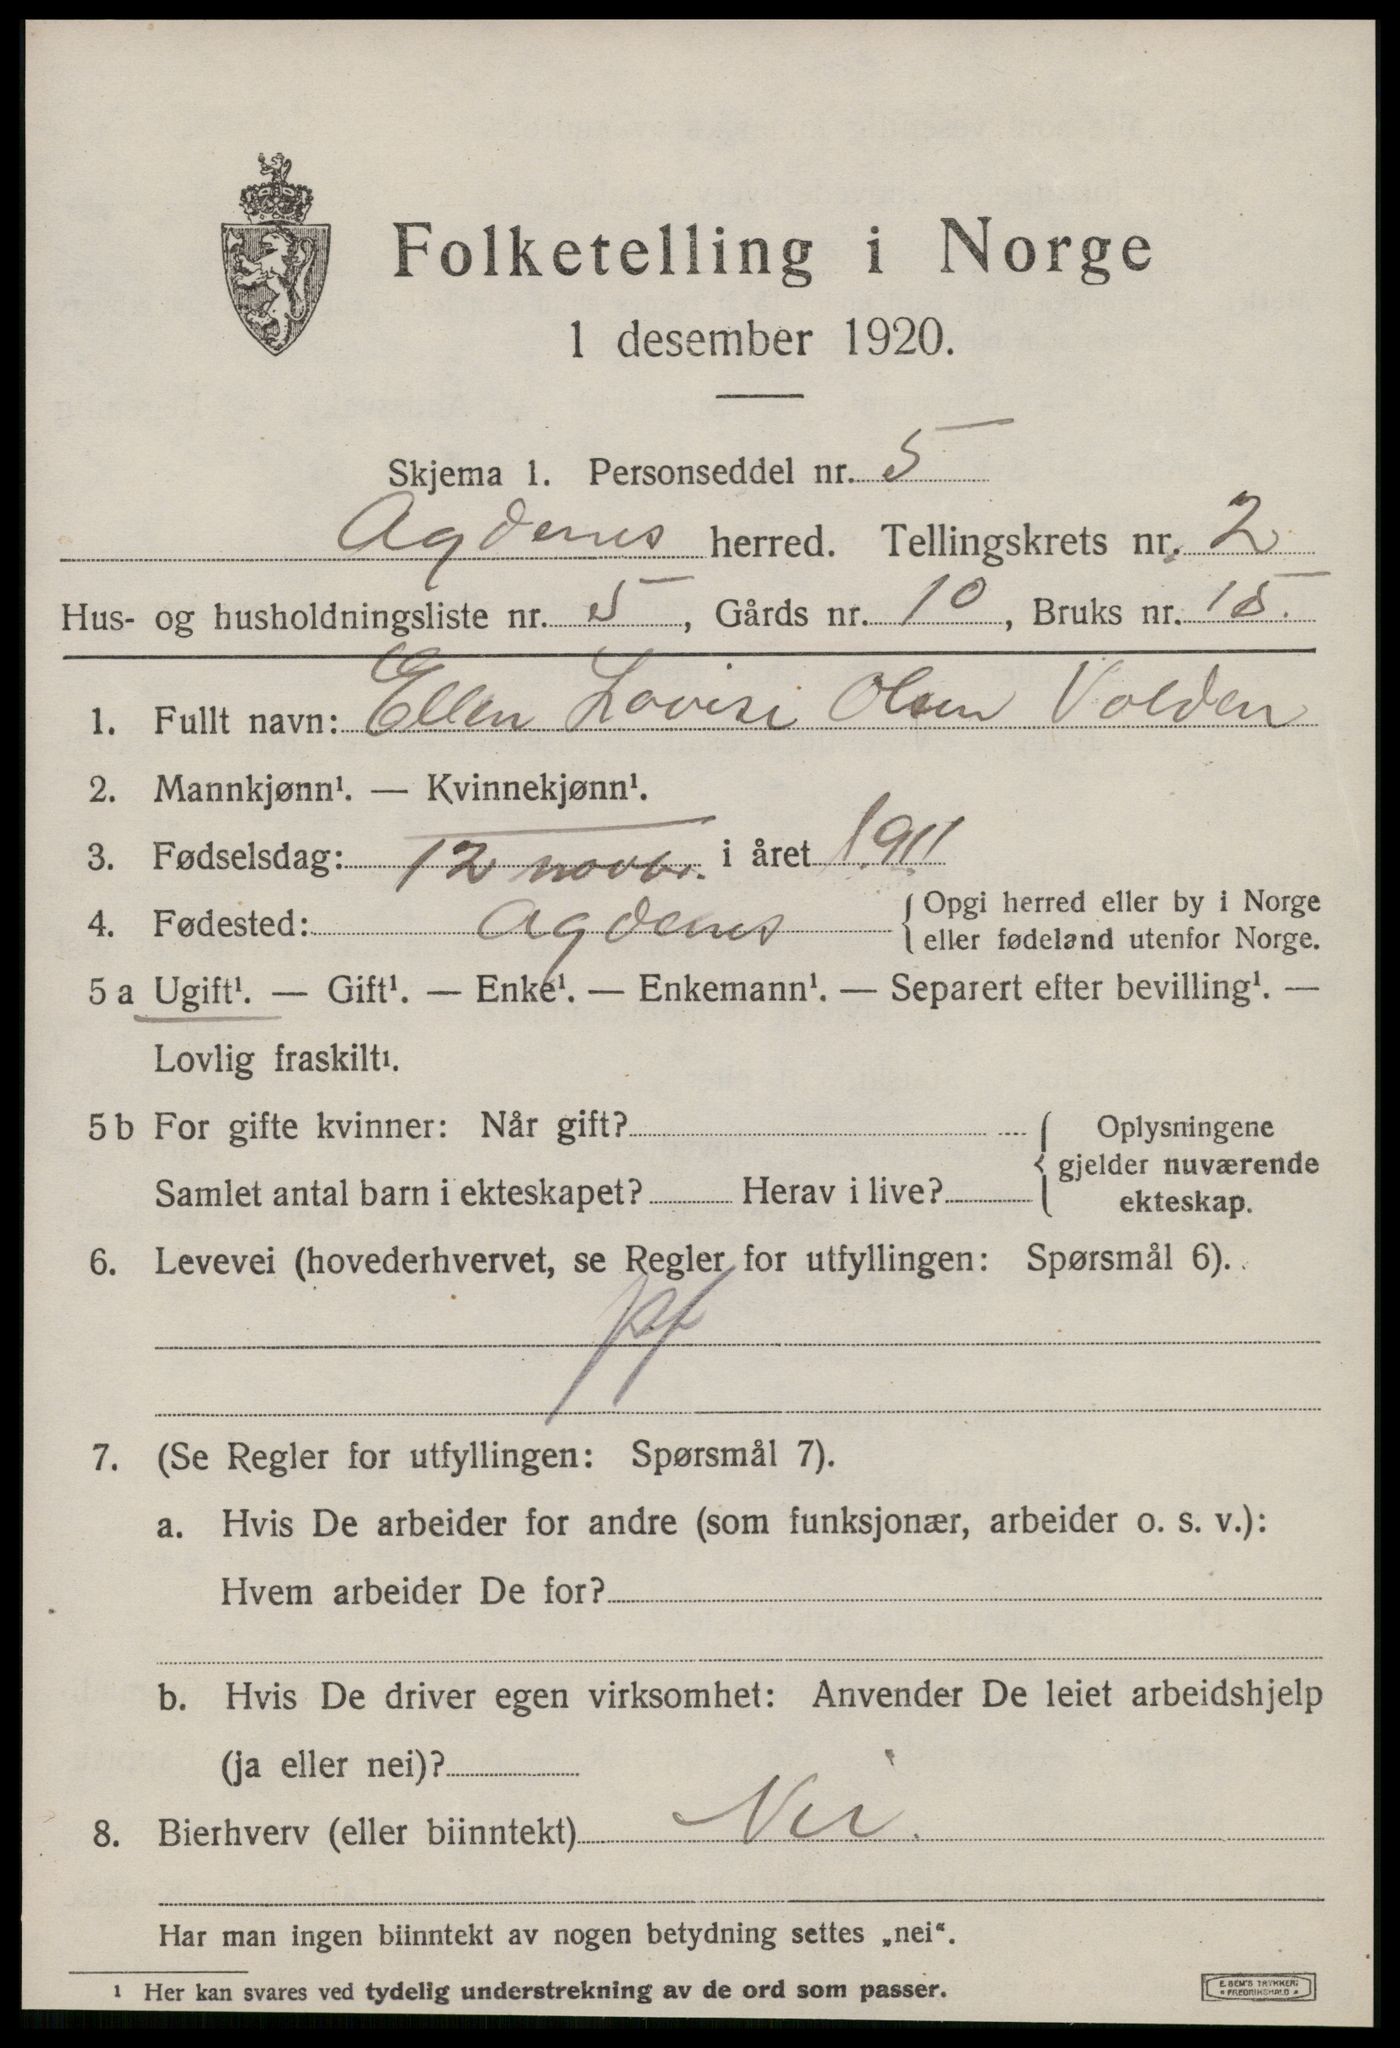 Folketelling i Norge
1 desember 1920.
Skjema 1. Personseddel nr. 5
Agdenes herred. Tellingskrets nr. 2
Hus- og husholdningsliste nr. 5, Gårds nr. 10, Bruks nr. 15.
1. Fullt navn: Ellen Lovise Olsen Volden
2. Mannkjønn¹. — Kvinnekjønn¹.
3. Fødselsdag: 12 novbr. i året 1911
4. Fødested: Agdenes { Opgi herred eller by i Norge
eller fødeland utenfor Norge.
5 a Ugift¹. — Gift¹. — Enke¹. — Enkemann¹. — Separert efter bevilling¹. —
Lovlig fraskilt¹.
5 b For gifte kvinner: Når gift?
Samlet antal barn i ekteskapet? Herav i live?
Oplysningene
gjelder nuværende
ekteskap.
6. Levevei (hovederhvervet, se Regler for utfyllingen: Spørsmål 6).
7. (Se Regler for utfyllingen: Spørsmål 7).
a. Hvis De arbeider for andre (som funksjonær, arbeider o. s. v.):
Hvem arbeider De for?
b. Hvis De driver egen virksomhet: Anvender De leiet arbeidshjelp
(ja eller nei)?
8. Bierhverv (eller biinntekt) Nei.
Har man ingen biinntekt av nogen betydning settes „nei“.
¹ Her kan svares ved tydelig understrekning av de ord som passer.
E. SEM'S TRYKKERI
* FREDRIKSHALD *